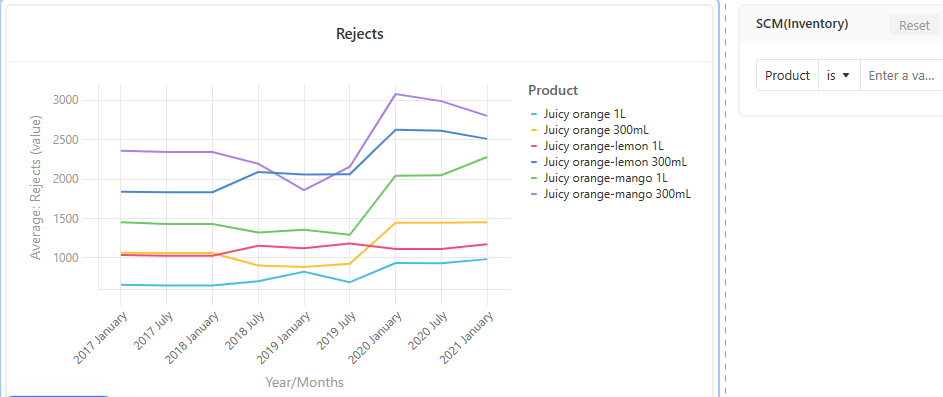 Rejects
Average: Rejects (value)
3000
2500
2000
1500
1000
2017 January
2017 July
2018 January
2018 July
2019 January
2019 July
2020 January
2020 July
2021 January
Year/Months
Product
Juicy orange 1L
Juicy orange 300mL
Juicy orange-lemon 1L
Juicy orange-lemon 300mL
Juicy orange-mango 1L
Juicy orange-mango 300mL
SCM(Inventory)
Reset
Product is Enter a va...